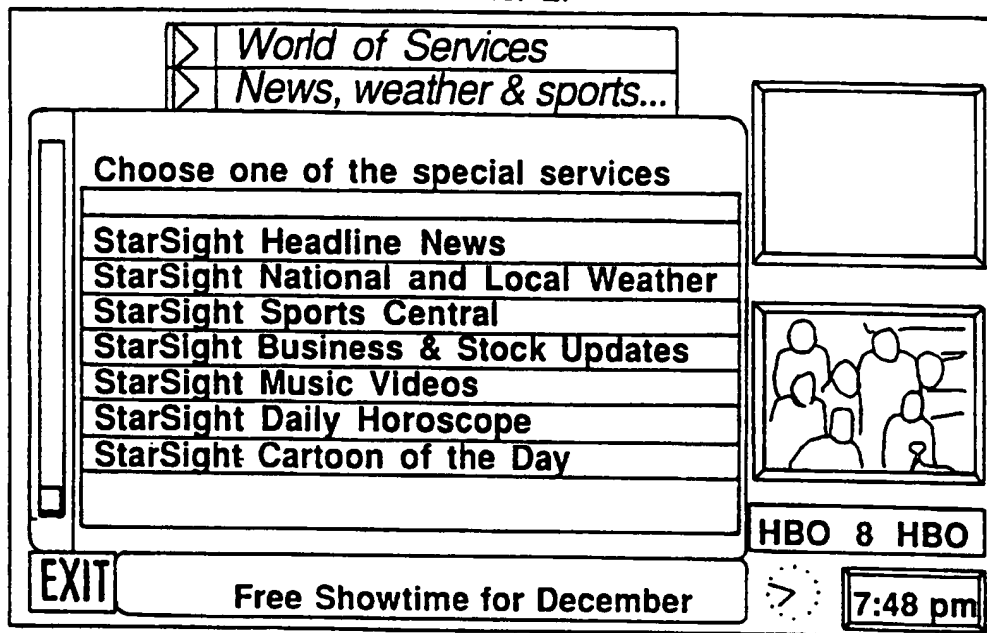 World of Services
News, weather & sports...
Choose one of the special services
StarSight Headline News
StarSight National and Local Weather
StarSight Sports Central
StarSight Business & Stock Updates
StarSight Music Videos
StarSight Daily Horoscope
StarSight Cartoon of the Day
HBO 8 HBO
EXIT
Free Showtime for December
7:48 pm